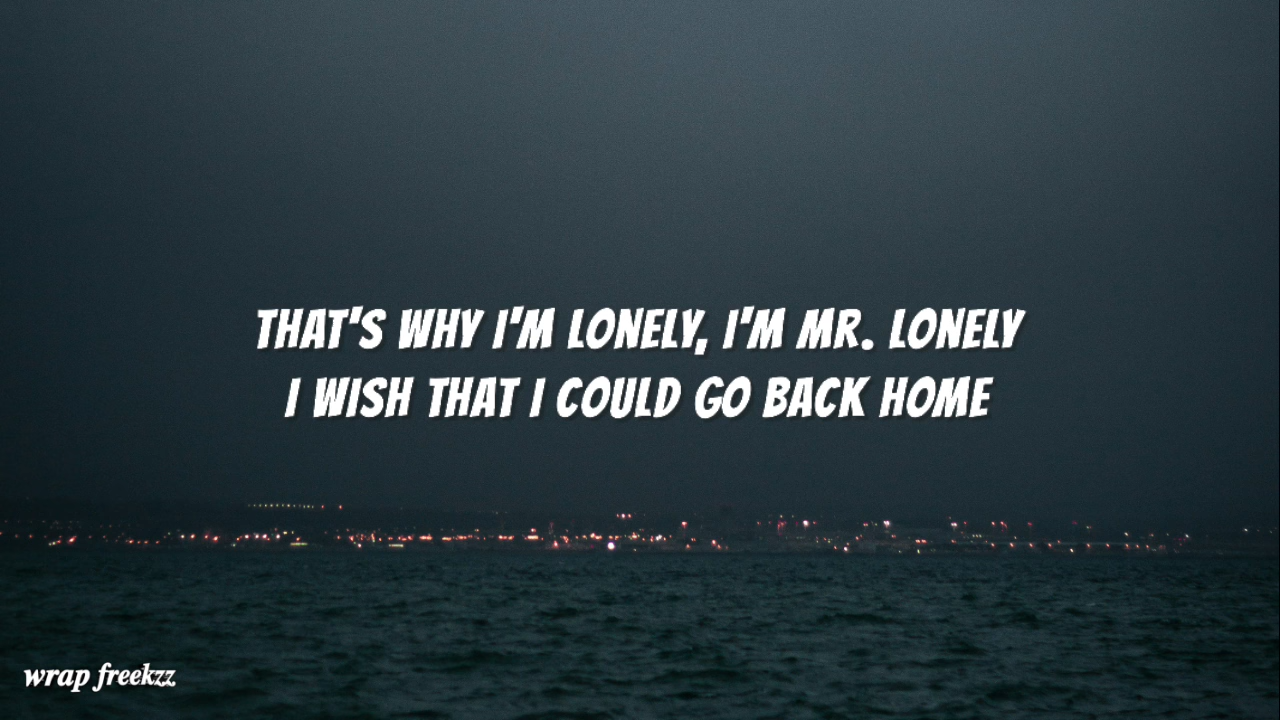 THAT'S WHY I'M LONELY, I'M MR. LONELY
I WISH THAT I COULD GO BACK HOME
wrap freekzz